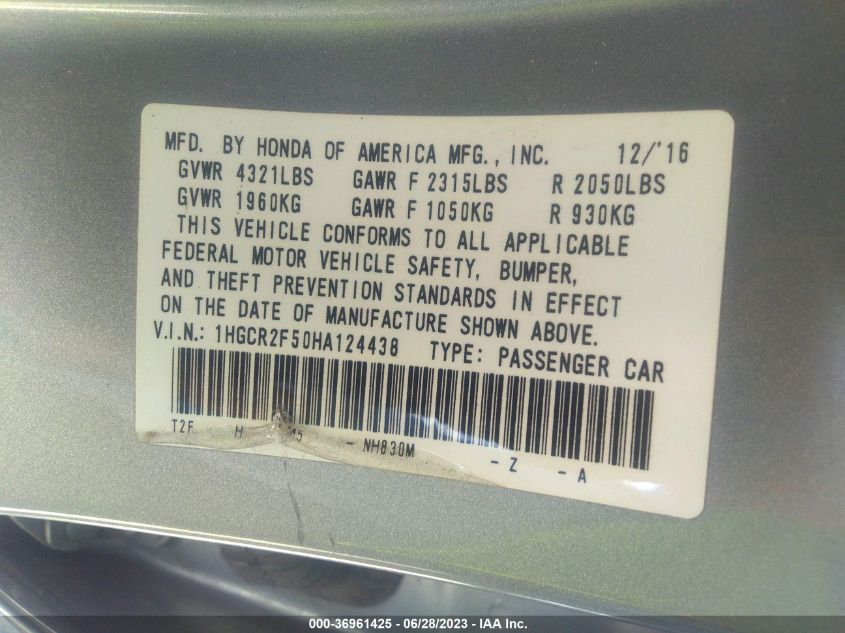 MFD. BY HONDA OF AMERICA MFG., INC. 12/'16
GVWR 4321LBS GAWR F 2315LBS R 2050LBS
GVWR 1960KG GAWR F 1050KG R 930KG
THIS VEHICLE CONFORMS TO ALL APPLICABLE
FEDERAL MOTOR VEHICLE SAFETY, BUMPER,
AND THEFT PREVENTION STANDARDS IN EFFECT
ON THE DATE OF MANUFACTURE SHOWN ABOVE.
V.I.N.: 1HGCR2F50HA124438 TYPE: PASSENGER CAR
T2F H - NH830M - Z - A
000-36961425 - 06/28/2023 - IAA Inc.